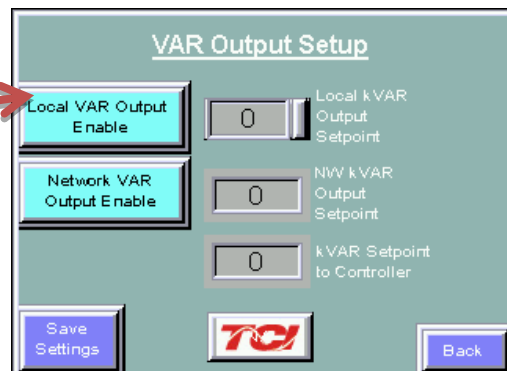 VAR Output Setup
Local VAR Output
Enable
0
Local kVAR
Output
Setpoint
Network VAR
Output Enable
0
NW kVAR
Output
Setpoint
0
kVAR Setpoint
to Controller
Save
Settings
TCI
Back